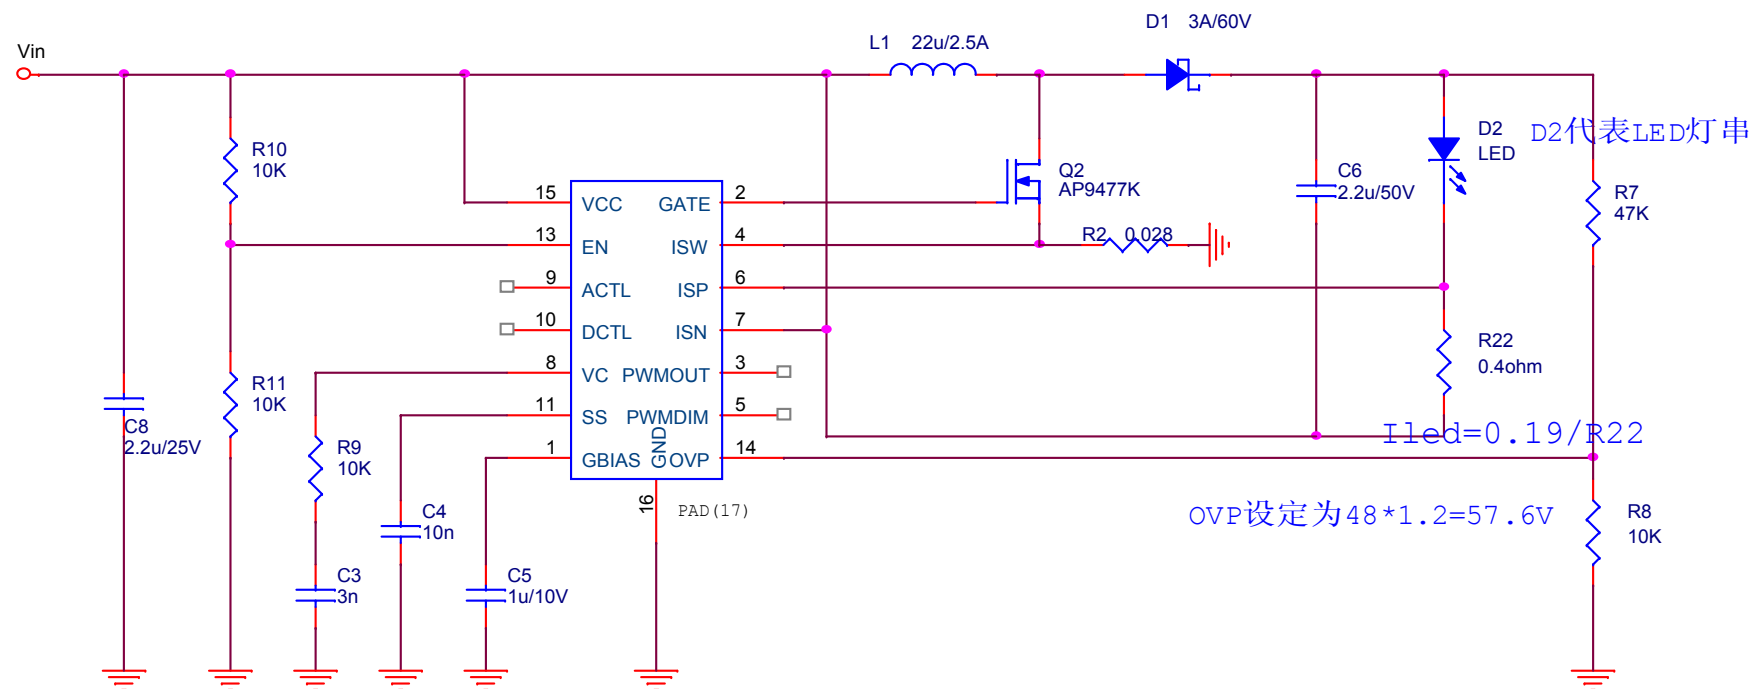 D1 3A/60V
L1 22u/2.5A
Vin
D2
LED
D2代表LED灯串
R10
10K
Q2
AP9477K
C6
2.2u/50V
R7
47K
15 VCC
GATE 2
13 EN
ISW 4
R2 0.028
9 ACTL
ISP 6
10 DCTL
ISN 7
R22
0.4ohm
8 VC
PWMOUT 3
R11
10K
11 SS
PWMDIM 5
C8
2.2u/25V
Iled=0.19/R22
R9
10K
1 GBIAS
GND
OVP 14
16
PAD(17)
OVP设定为48*1.2=57.6V
C4
10n
R8
10K
C3
3n
C5
1u/10V